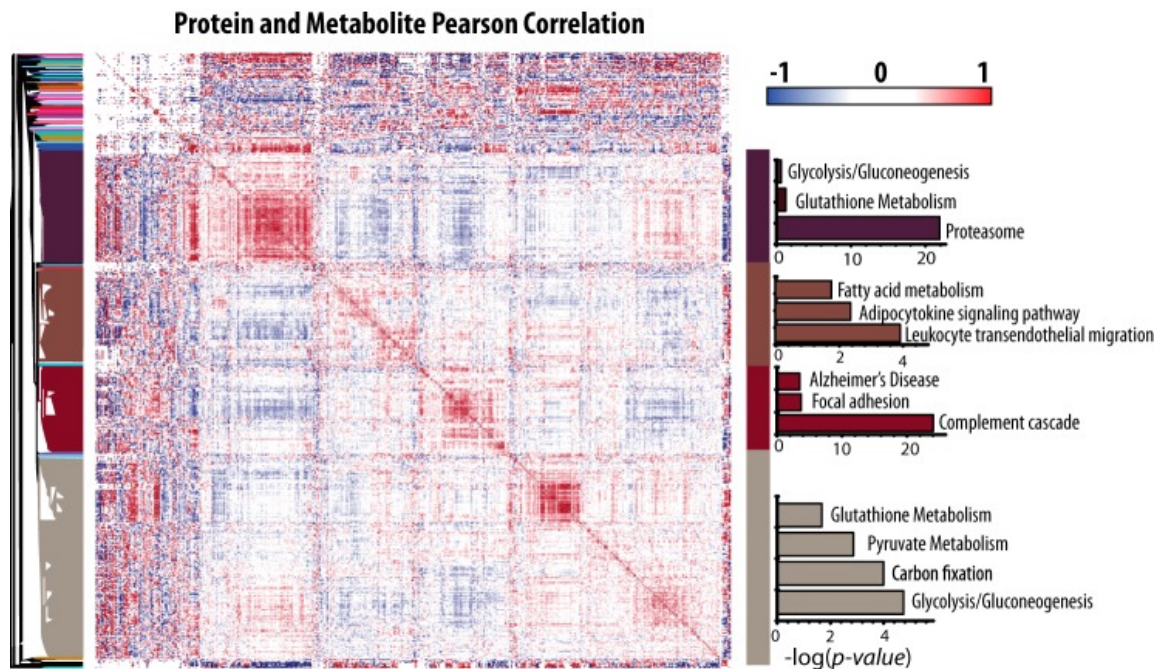 Protein and Metabolite Pearson Correlation
-1 0 1
Glycolysis/Gluconeogenesis
Glutathione Metabolism
Proteasome
0 10 20
Fatty acid metabolism
Adipocytokine signaling pathway
Leukocyte transendothelial migration
0 2 4
Alzheimer's Disease
Focal adhesion
Complement cascade
0 10 20
Glutathione Metabolism
Pyruvate Metabolism
Carbon fixation
Glycolysis/Gluconeogenesis
0 2 4
-log(p-value)